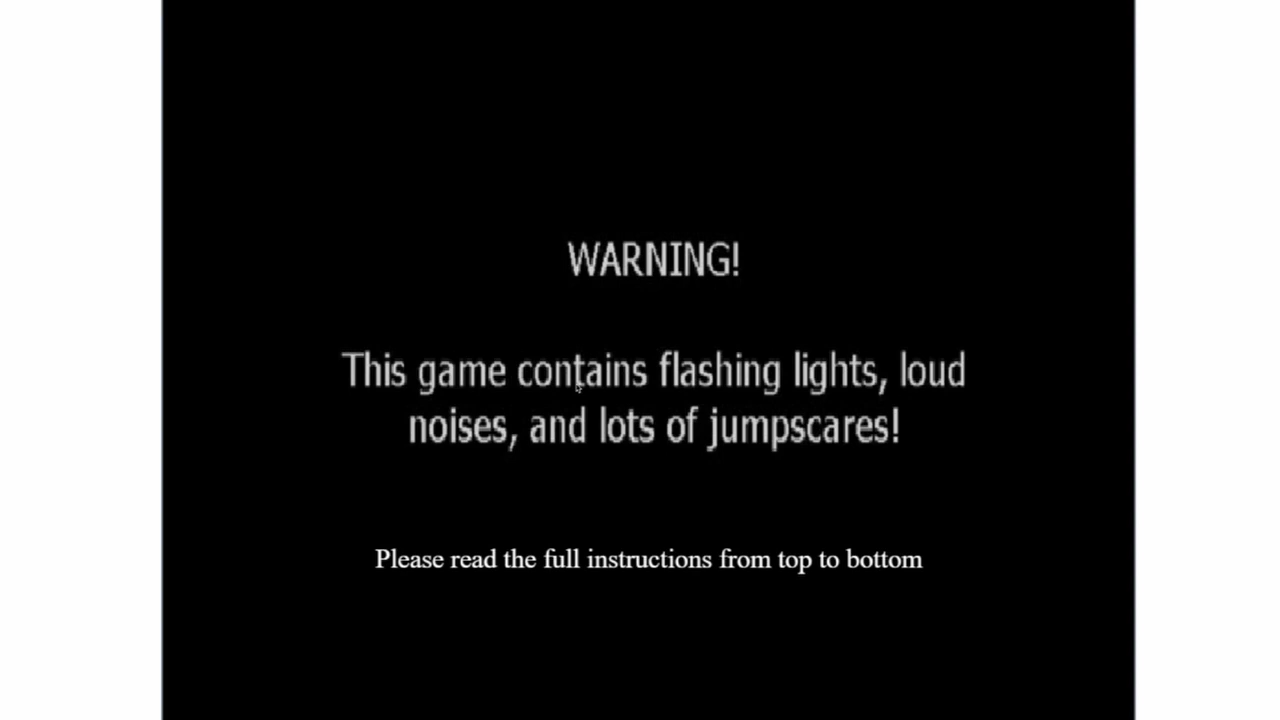 WARNING!
This game contains flashing lights, loud
noises, and lots of jumpscares!
Please read the full instructions from top to bottom